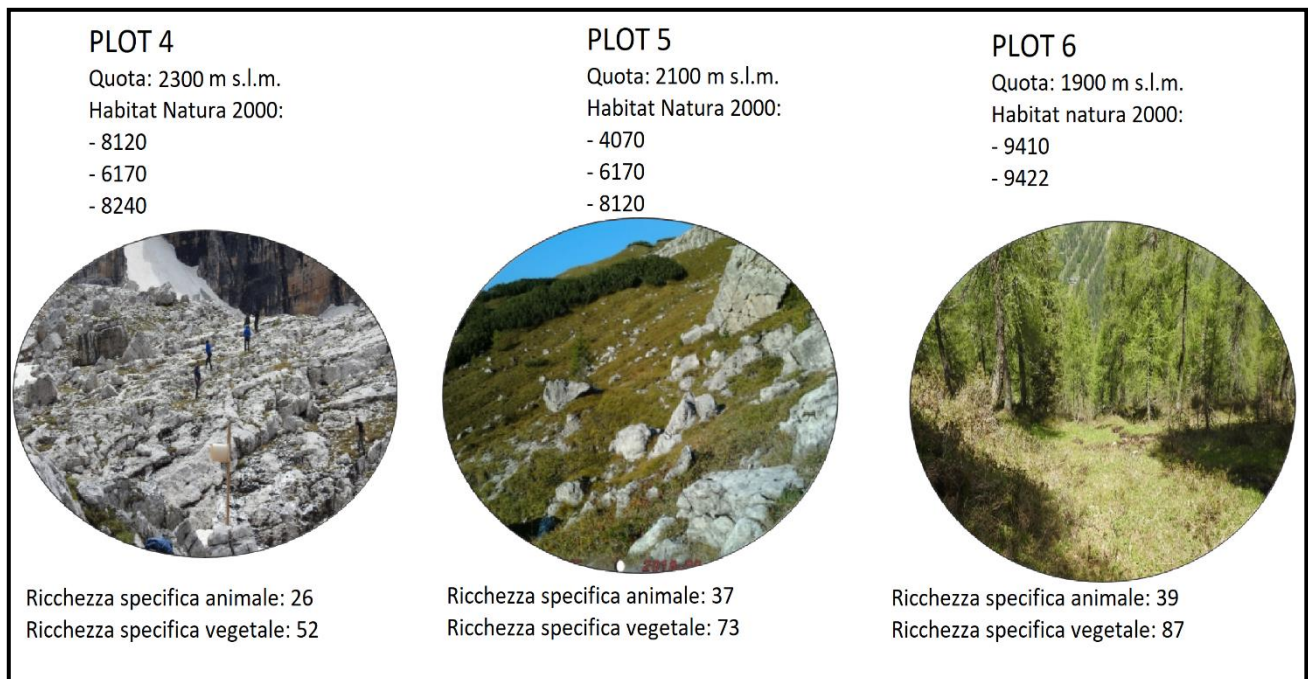 PLOT 4
Quota: 2300 m s.l.m.
Habitat Natura 2000:
- 8120
- 6170
- 8240
Ricchezza specifica animale: 26
Ricchezza specifica vegetale: 52
PLOT 5
Quota: 2100 m s.l.m.
Habitat Natura 2000:
- 4070
- 6170
- 8120
Ricchezza specifica animale: 37
Ricchezza specifica vegetale: 73
PLOT 6
Quota: 1900 m s.l.m.
Habitat natura 2000:
- 9410
- 9422
Ricchezza specifica animale: 39
Ricchezza specifica vegetale: 87